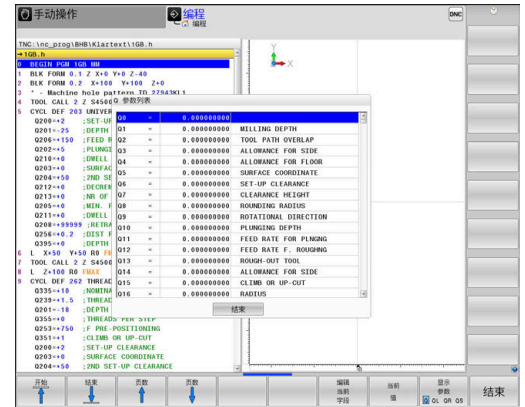 手动操作
编程
编程
DNC
TNC:\nc_prog\BHB\Klartext\1GB.h
→1GB.h
0 BEGIN PGM 1GB MM
1 BLK FORM 0.1 Z X+0 Y+0 Z-40
2 BLK FORM 0.2 X+100 Y+100 Z+0
3 * - Machine hole pattern ID 27943KL1
4 TOOL CALL 2 Z S4500
5 CYCL DEF 203 UNIVER
Q200=+2 ;SET-UP
Q201=-25 ;DEPTH
Q206=+150 ;FEED R
Q202=+5 ;PLUNGI
Q210=+0 ;DWELL
Q203=+0 ;SURFAC
Q204=+50 ;2ND SE
Q212=+0 ;DECREM
Q213=+0 ;NR OF
Q205=+0 ;MIN. P
Q211=+0 ;DWELL
Q208=+99999 ;RETRA
Q256=+0.2 ;DIST F
Q395=+0 ;DEPTH
6 L X+50 Y+50 R0 FM
7 TOOL CALL 2 Z S4500
8 L Z+100 R0 FMAX
9 CYCL DEF 262 THREAD
Q335=+10 ;NOMINA
Q239=+1.5 ;THREAD
Q201=-18 ;DEPTH
Q355=+0 ;THREADS PER STEP
Q253=+750 ;F PRE-POSITIONING
Q351=+1 ;CLIMB OR UP-CUT
Q200=+2 ;SET-UP CLEARANCE
Q203=+0 ;SURFACE COORDINATE
Q204=+50 ;2ND SET-UP CLEARANCE
Q 参数列表
Q0 = 0.000000000
Q1 = 0.000000000 MILLING DEPTH
Q2 = 0.000000000 TOOL PATH OVERLAP
Q3 = 0.000000000 ALLOWANCE FOR SIDE
Q4 = 0.000000000 ALLOWANCE FOR FLOOR
Q5 = 0.000000000 SURFACE COORDINATE
Q6 = 0.000000000 SET-UP CLEARANCE
Q7 = 0.000000000 CLEARANCE HEIGHT
Q8 = 0.000000000 ROUNDING RADIUS
Q9 = 0.000000000 ROTATIONAL DIRECTION
Q10 = 0.000000000 PLUNGING DEPTH
Q11 = 0.000000000 FEED RATE FOR PLNGNG
Q12 = 0.000000000 FEED RATE F. ROUGHNG
Q13 = 0.000000000 ROUGH-OUT TOOL
Q14 = 0.000000000 ALLOWANCE FOR SIDE
Q15 = 0.000000000 CLIMB OR UP-CUT
Q16 = 0.000000000 RADIUS
结束
Y
X
开始
结束
页数
页数
编辑
当前
字段
当前
值
显示
参数
Q QL QR QS
结束